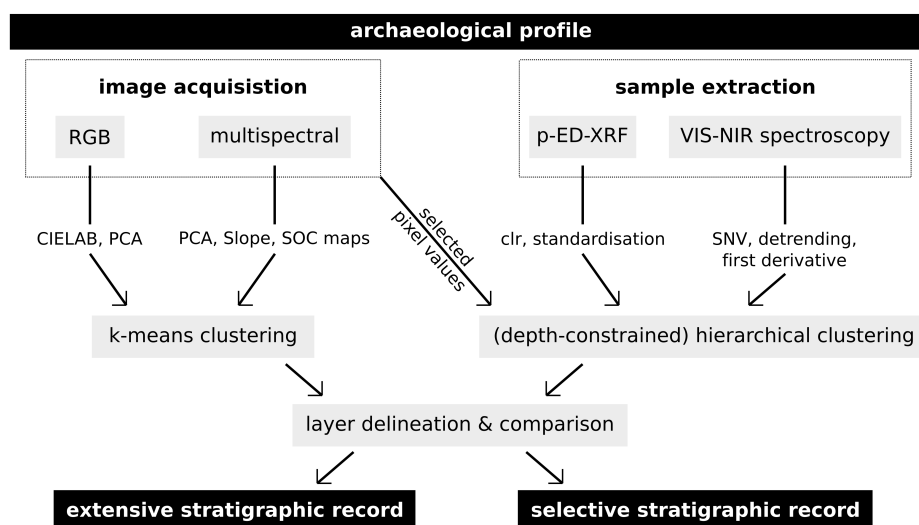 archaeological profile
image acquisistion
sample extraction
RGB
multispectral
p-ED-XRF
VIS-NIR spectroscopy
CIELAB, PCA
PCA, Slope, SOC maps
selected
pixel values
clr, standardisation
SNV, detrending,
first derivative
k-means clustering
(depth-constrained) hierarchical clustering
layer delineation & comparison
extensive stratigraphic record
selective stratigraphic record